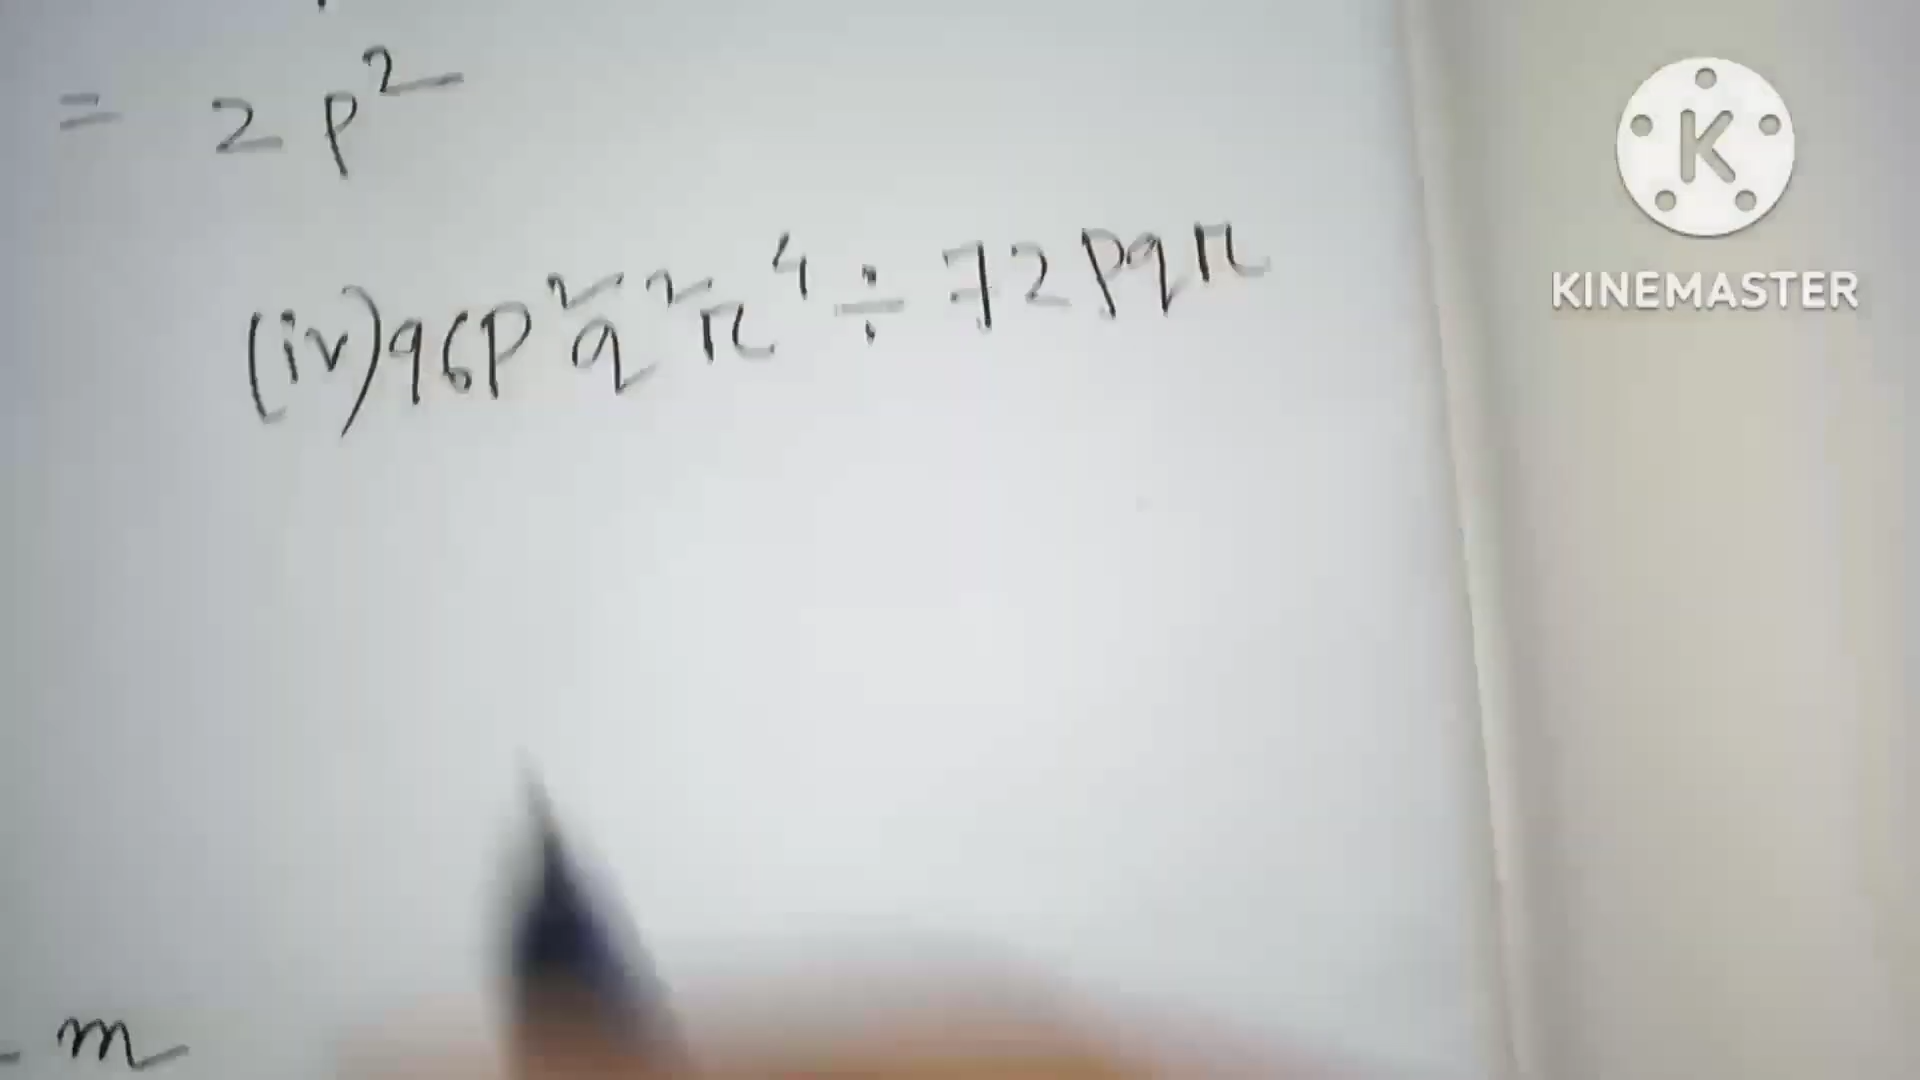 = 2p²
(iv) 96p²q²r⁴ ÷ 72pqr
- m
KINEMASTER